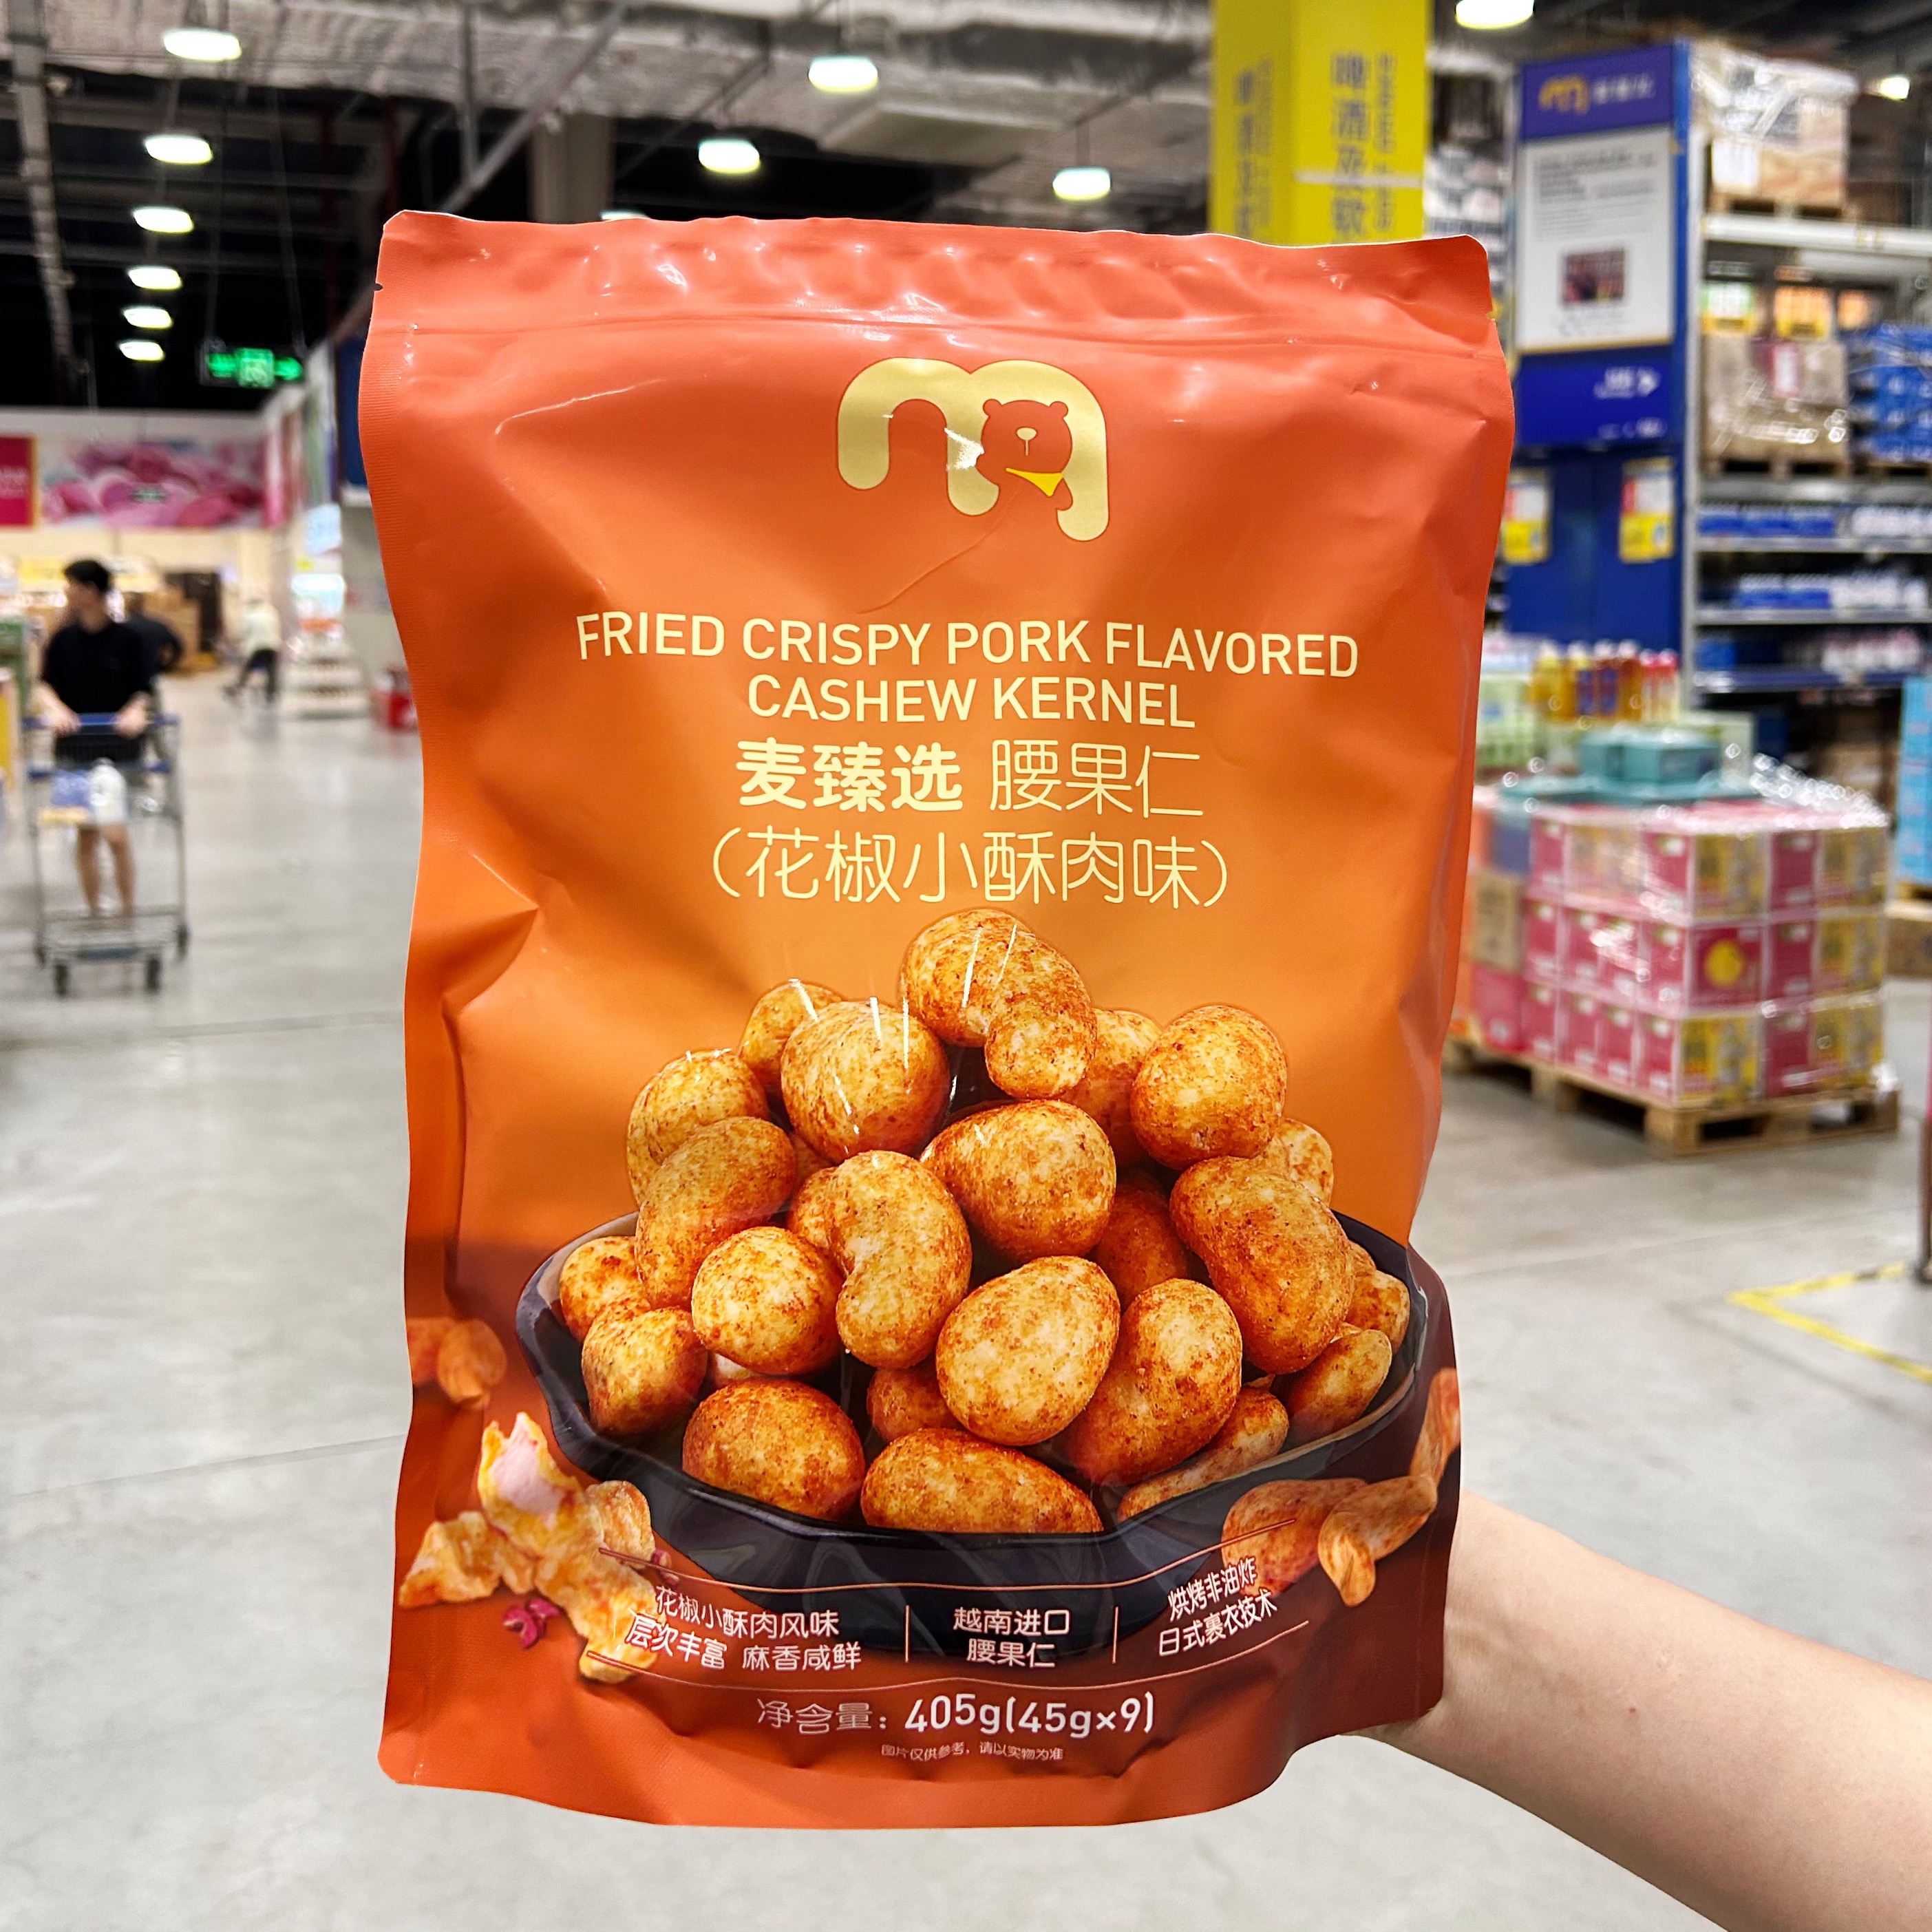 FRIED CRISPY PORK FLAVORED
CASHEW KERNEL
麦臻选 腰果仁
(花椒小酥肉味)
花椒小酥肉风味
层次丰富 麻香咸鲜
越南进口
腰果仁
烘烤非油炸
日式裹衣技术
净含量: 405g(45g×9)
图片仅供参考，请以实物为准